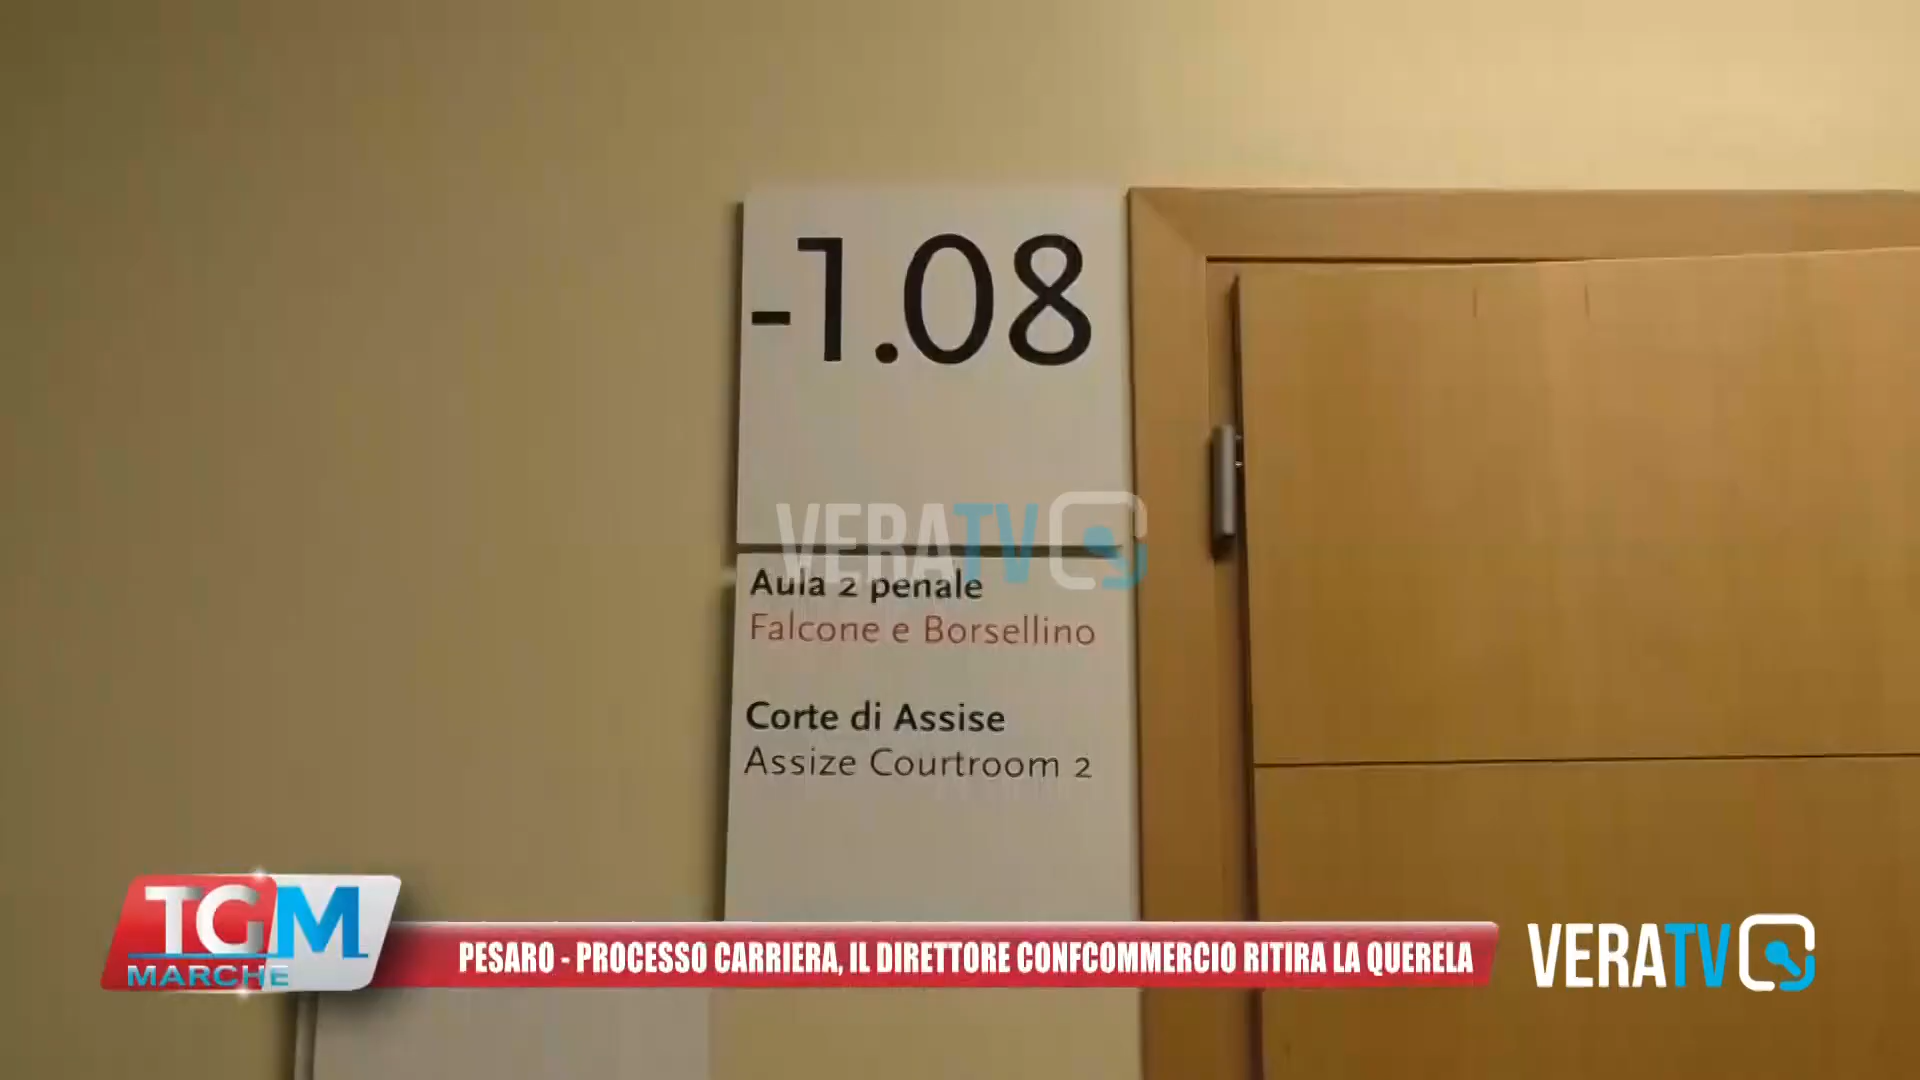 -1.08
VERATV
Aula 2 penale
Falcone e Borsellino
Corte di Assise
Assize Courtroom 2
TGM
MARCHE
PESARO - PROCESSO CARRIERA, IL DIRETTORE CONFCOMMERCIO RITIRA LA QUERELA
VERATV